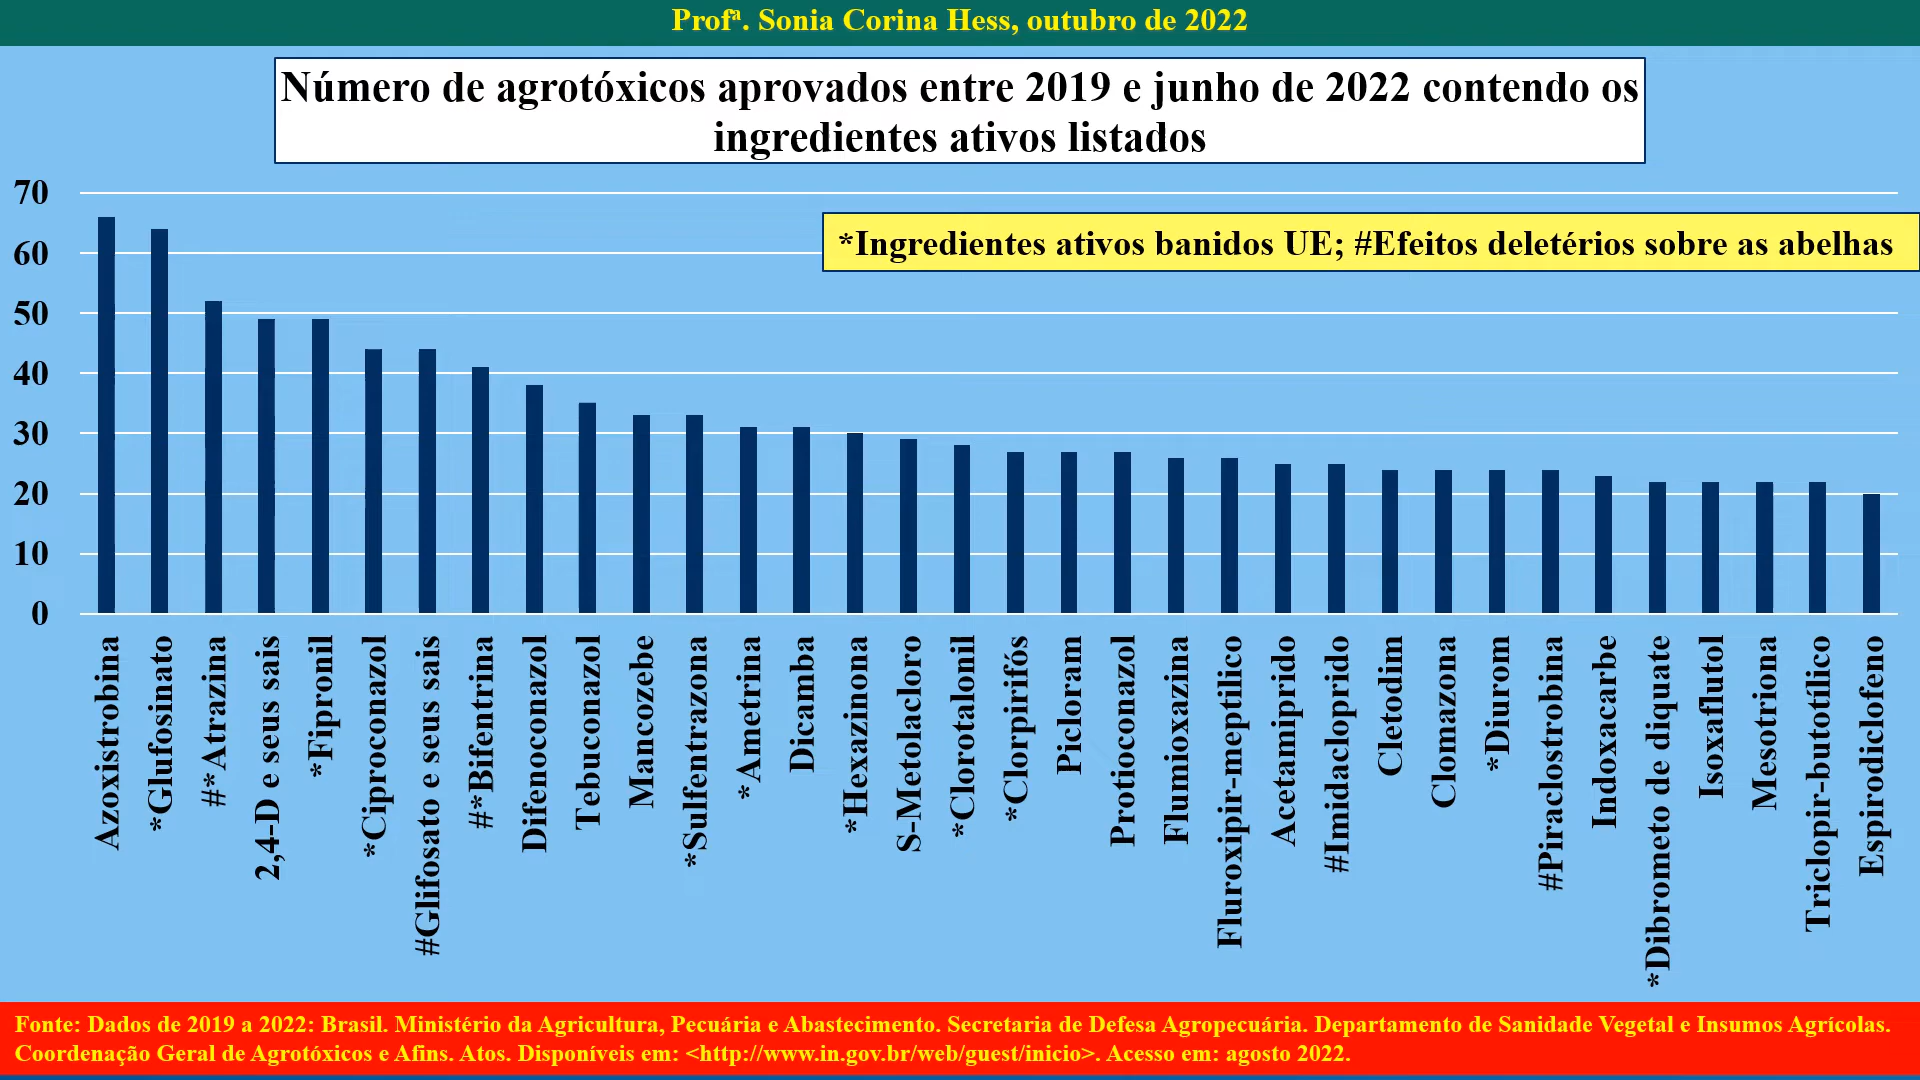 Profª. Sonia Corina Hess, outubro de 2022
Número de agrotóxicos aprovados entre 2019 e junho de 2022 contendo os
ingredientes ativos listados
*Ingredientes ativos banidos UE; #Efeitos deletérios sobre as abelhas
70
60
50
40
30
20
10
0
Azoxistrobina
*Glufosinato
#*Atrazina
2,4-D e seus sais
*Fipronil
*Ciproconazol
#Glifosato e seus sais
#*Bifentrina
Difenoconazol
Tebuconazol
Mancozebe
*Sulfentrazona
*Ametrina
Dicamba
*Hexazinona
S-Metolacloro
*Clorotalonil
*Clorpirifós
Picloram
Protioconazol
Flumioxazina
Fluroxipir-meptilico
Acetamiprido
#Imidacloprido
Cletodim
Clomazona
*Diurom
#Piraclostrobina
Indoxacarbe
*Dibrometo de diquate
Isoxaflutol
Mesotriona
Triclopir-butotílico
Espirodiclofeno
Fonte: Dados de 2019 a 2022: Brasil. Ministério da Agricultura, Pecuária e Abastecimento. Secretaria de Defesa Agropecuária. Departamento de Sanidade Vegetal e Insumos Agrícolas.
Coordenação Geral de Agrotóxicos e Afins. Atos. Disponíveis em: <http://www.in.gov.br/web/guest/inicio>. Acesso em: agosto 2022.